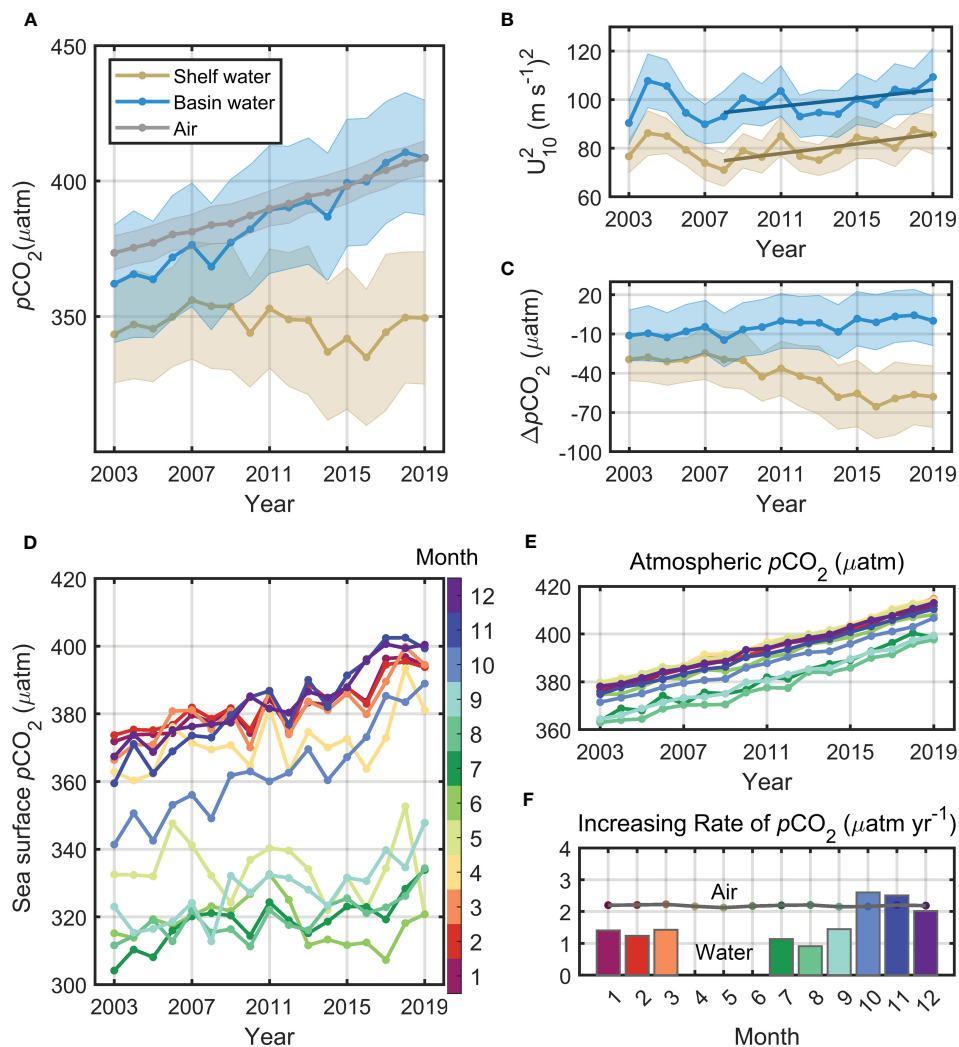 A
450
400
350
pCO2(μatm)
Shelf water
Basin water
Air
2003 2007 2011 2015 2019
Year
B
120
100
80
60
U²10 (m s⁻¹)²
2003 2007 2011 2015 2019
Year
C
20
-10
-40
-70
-100
ΔpCO2 (μatm)
2003 2007 2011 2015 2019
Year
D
Month
420
400
380
360
340
320
300
Sea surface pCO2 (μatm)
12
11
10
9
8
7
6
5
4
3
2
1
2003 2007 2011 2015 2019
Year
E
Atmospheric pCO2 (μatm)
420
400
380
360
2003 2007 2011 2015 2019
Year
F
Increasing Rate of pCO2 (μatm yr⁻¹)
4
3
2
1
0
Air
Water
1 2 3 4 5 6 7 8 9 10 11 12
Month